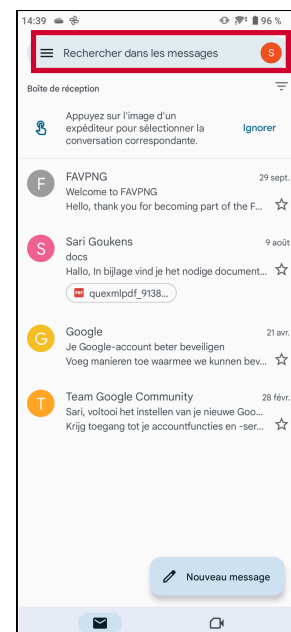 14:39 96 %
Rechercher dans les messages S
Boîte de réception
Appuyez sur l'image d'un
expéditeur pour sélectionner la
conversation correspondante.
Ignorer
F FAVPNG 29 sept.
Welcome to FAVPNG
Hello, thank you for becoming part of the F...
S Sari Goukens 9 août
docs
Hallo, In bijlage vind je het nodige document...
PDF quexmlpdf_9138...
G Google 21 avr.
Je Google-account beter beveiligen
Voeg manieren toe waarmee we kunnen bev...
T Team Google Community 28 févr.
Sari, voltooi het instellen van je nieuwe Goo...
Krijg toegang tot je accountfuncties en -ser...
Nouveau message